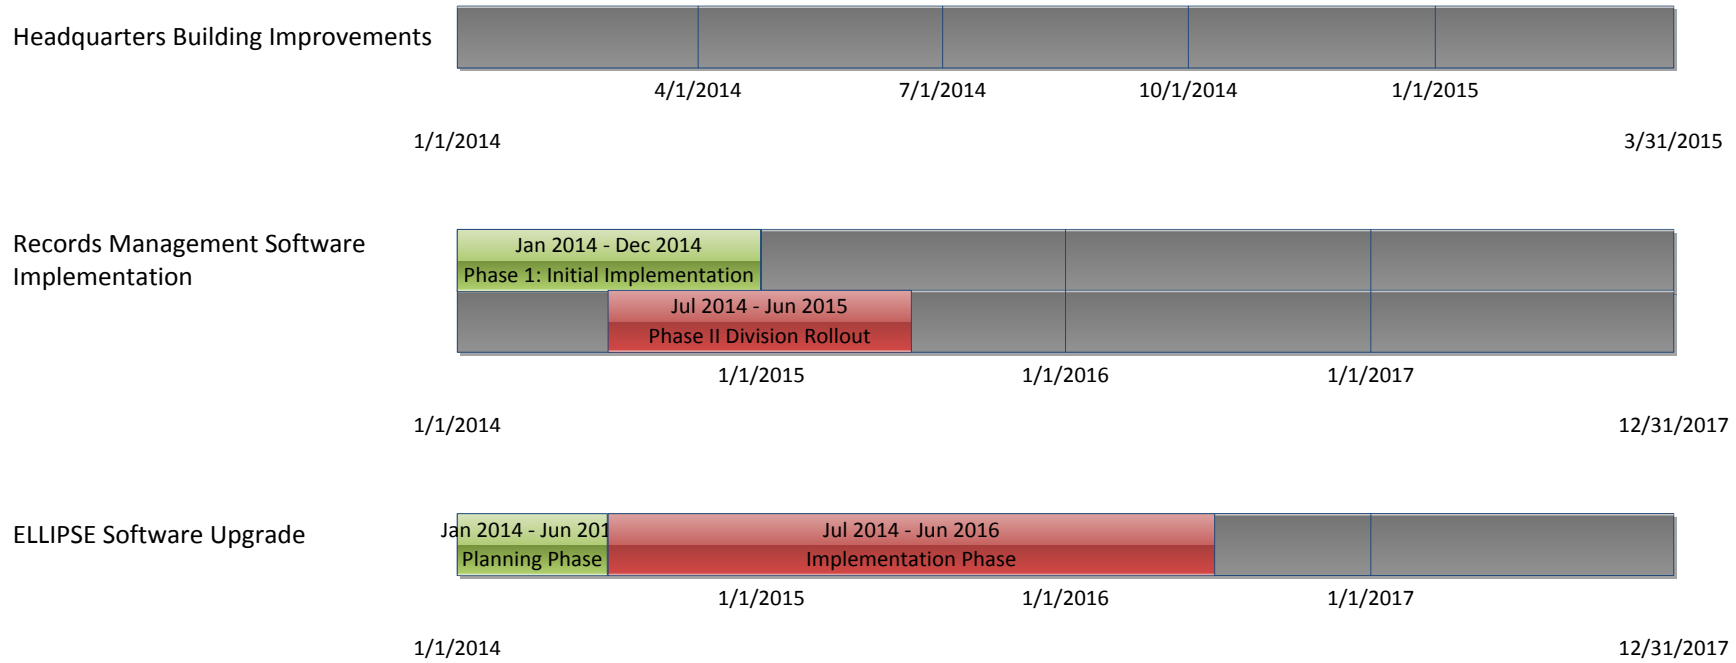 Headquarters Building Improvements
4/1/2014 7/1/2014 10/1/2014 1/1/2015
1/1/2014 3/31/2015
Records Management Software
Implementation
Jan 2014 - Dec 2014
Phase 1: Initial Implementation
Jul 2014 - Jun 2015
Phase II Division Rollout
1/1/2015 1/1/2016 1/1/2017
1/1/2014 12/31/2017
ELLIPSE Software Upgrade
Jan 2014 - Jun 201
Planning Phase
Jul 2014 - Jun 2016
Implementation Phase
1/1/2015 1/1/2016 1/1/2017
1/1/2014 12/31/2017